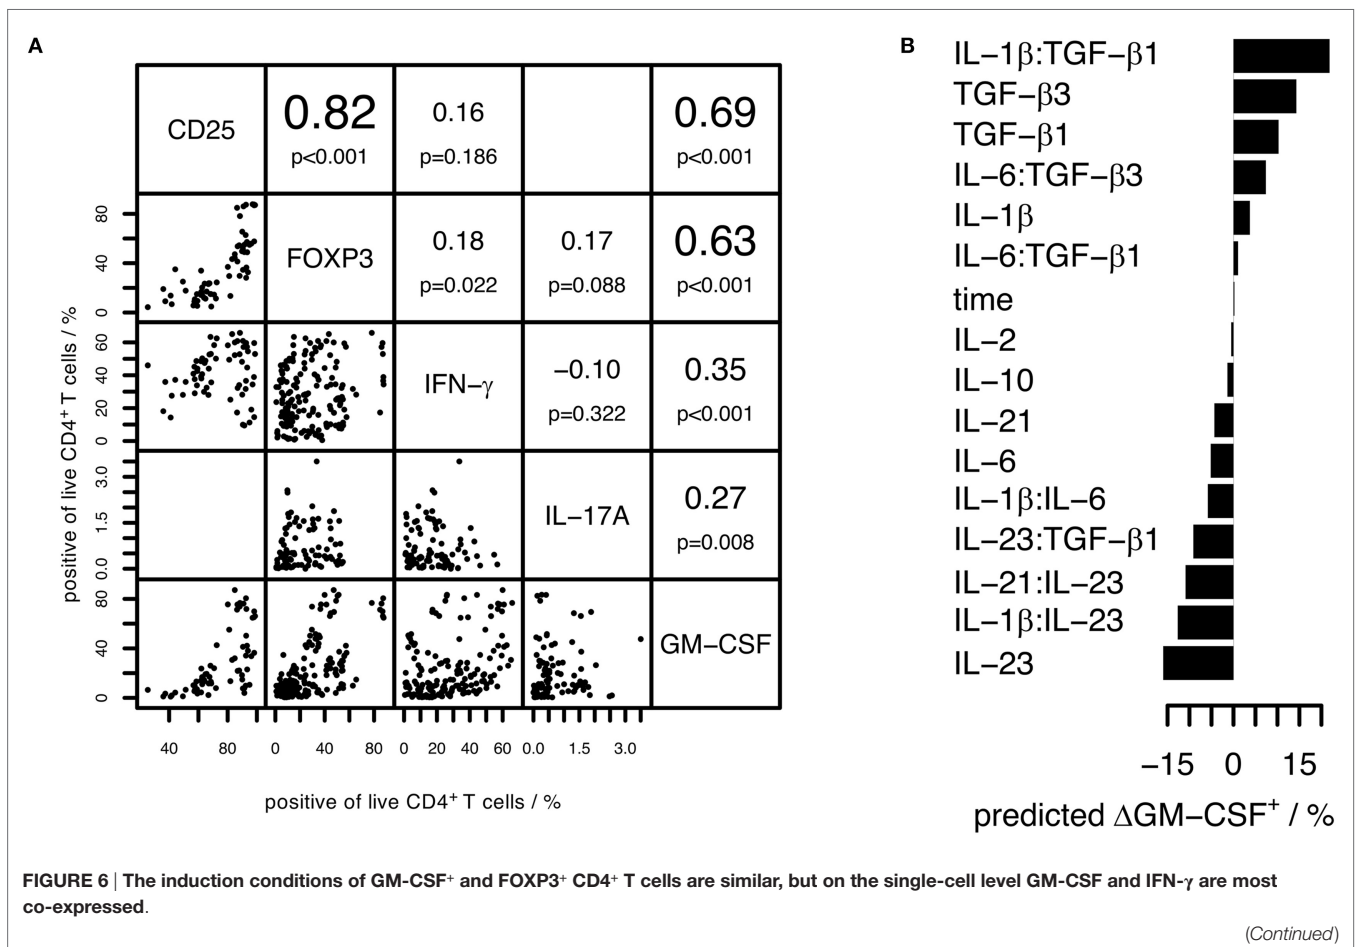 A
CD25
0.82
p<0.001
0.16
p=0.186
0.69
p<0.001
80
40
0
FOXP3
0.18
p=0.022
0.17
p=0.088
0.63
p<0.001
60
40
20
0
IFN–γ
−0.10
p=0.322
0.35
p<0.001
3.0
1.5
0.0
IL–17A
0.27
p=0.008
80
40
0
GM–CSF
40 80 0 40 80 0 20 40 60 0.0 1.5 3.0
positive of live CD4⁺ T cells / %
positive of live CD4⁺ T cells / %
B
IL–1β:TGF–β1
TGF–β3
TGF–β1
IL–6:TGF–β3
IL–1β
IL–6:TGF–β1
time
IL–2
IL–10
IL–21
IL–6
IL–1β:IL–6
IL–23:TGF–β1
IL–21:IL–23
IL–1β:IL–23
IL–23
−15 0 15
predicted ΔGM–CSF⁺ / %
FIGURE 6 | The induction conditions of GM-CSF⁺ and FOXP3⁺ CD4⁺ T cells are similar, but on the single-cell level GM-CSF and IFN-γ are most
co-expressed.
(Continued)